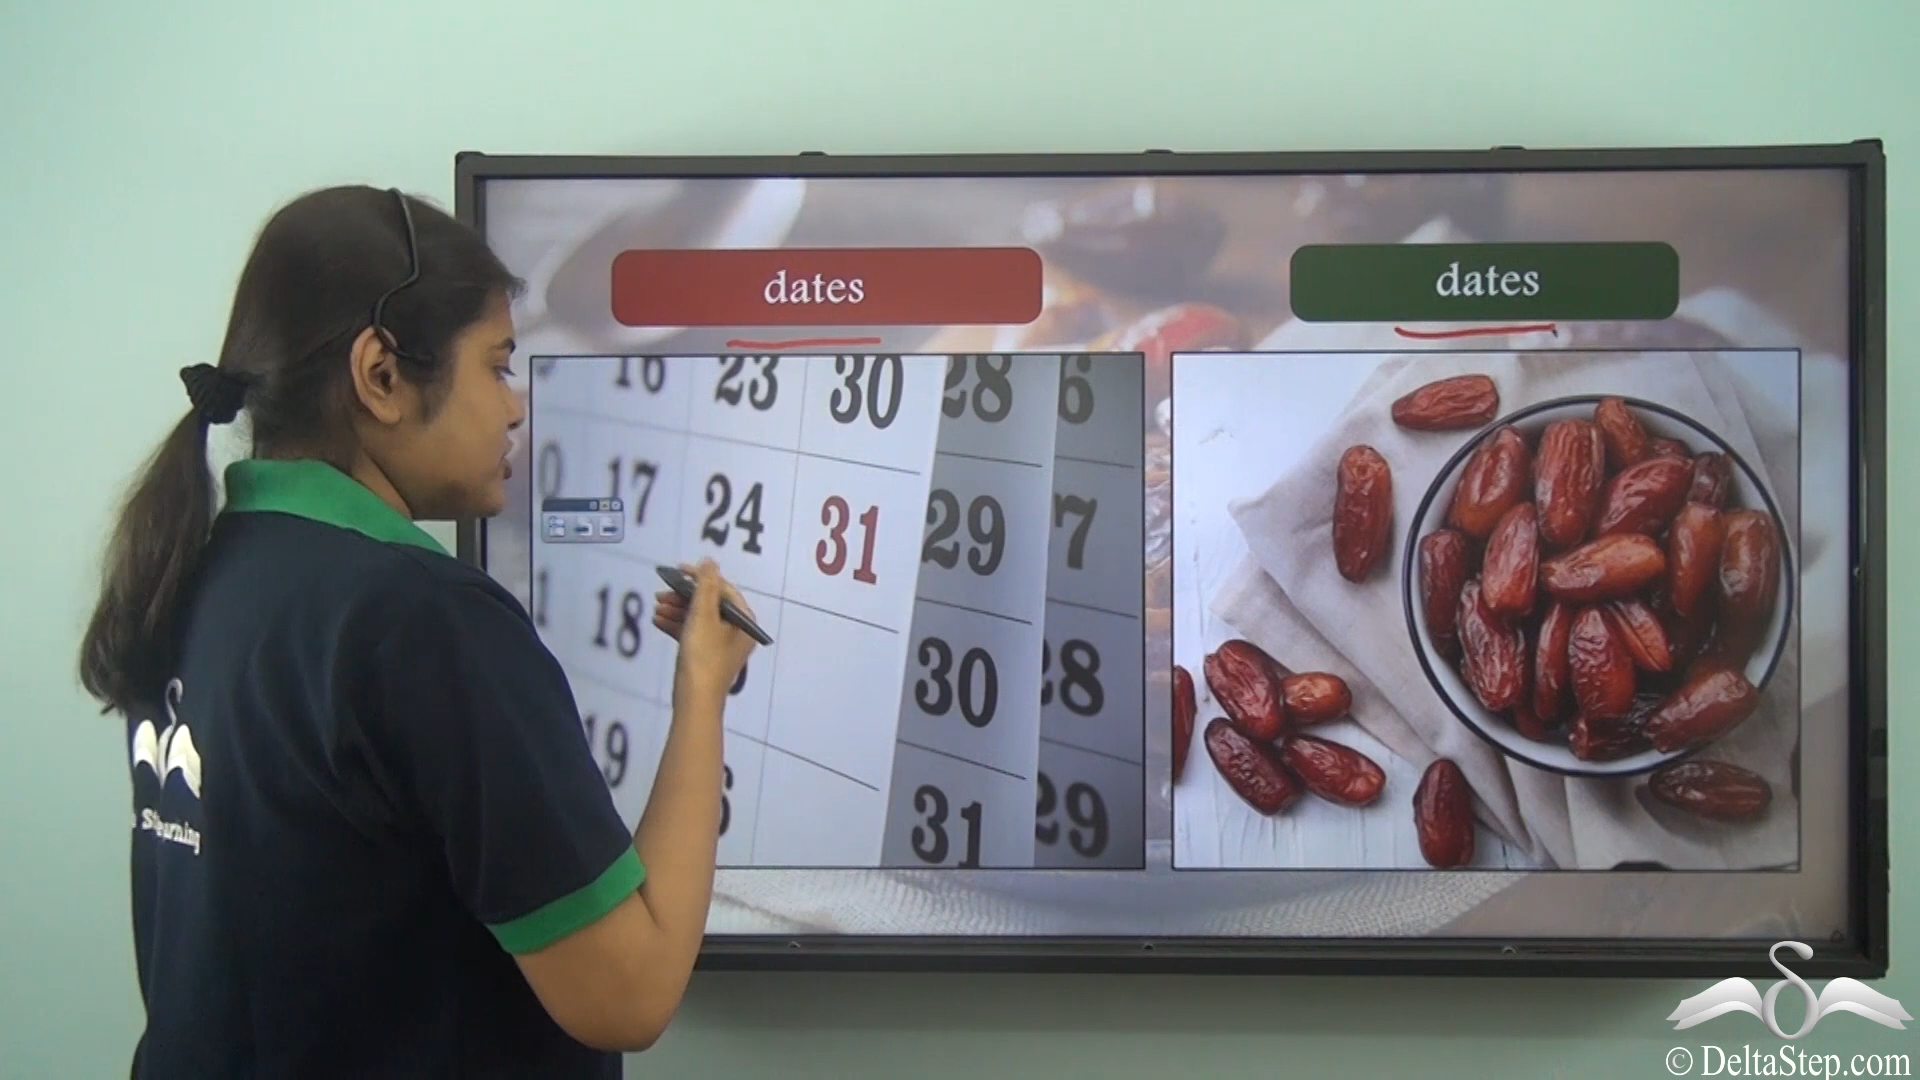 dates
dates
16 23 30 28 6
17 24 31 29 7
18 30 28
19 31 29
© DeltaStep.com